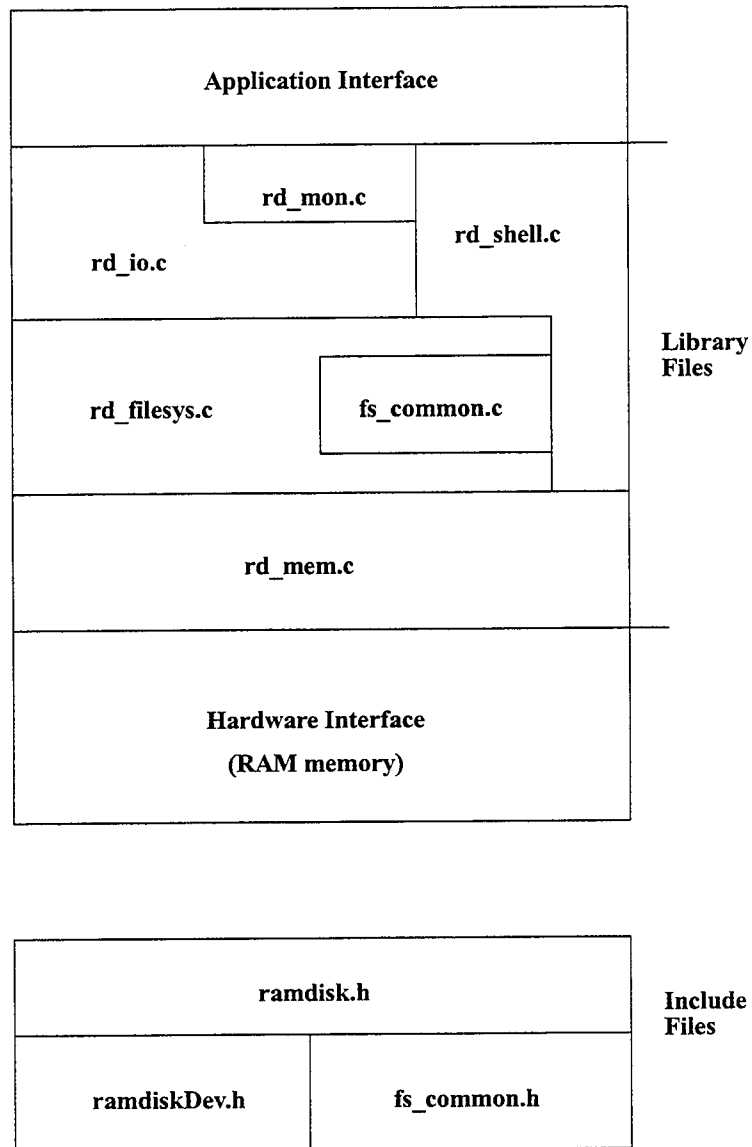 Application Interface
rd_mon.c
rd_shell.c
rd_io.c
Library
Files
rd_filesys.c
fs_common.c
rd_mem.c
Hardware Interface
(RAM memory)
ramdisk.h
Include
Files
ramdiskDev.h
fs_common.h